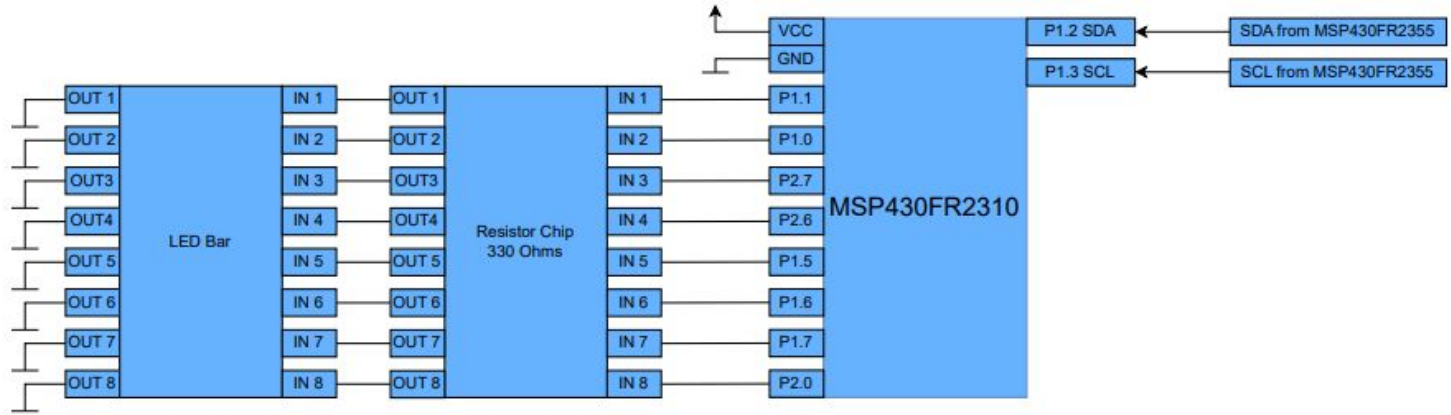 VCC
P1.2 SDA
SDA from MSP430FR2355
GND
P1.3 SCL
SCL from MSP430FR2355
OUT 1
IN 1
OUT 1
IN 1
P1.1
OUT 2
IN 2
OUT 2
IN 2
P1.0
OUT3
IN 3
OUT3
IN 3
P2.7
MSP430FR2310
OUT4
IN 4
OUT4
IN 4
P2.6
LED Bar
Resistor Chip
330 Ohms
OUT 5
IN 5
OUT 5
IN 5
P1.5
OUT 6
IN 6
OUT 6
IN 6
P1.6
OUT 7
IN 7
OUT 7
IN 7
P1.7
OUT 8
IN 8
OUT 8
IN 8
P2.0